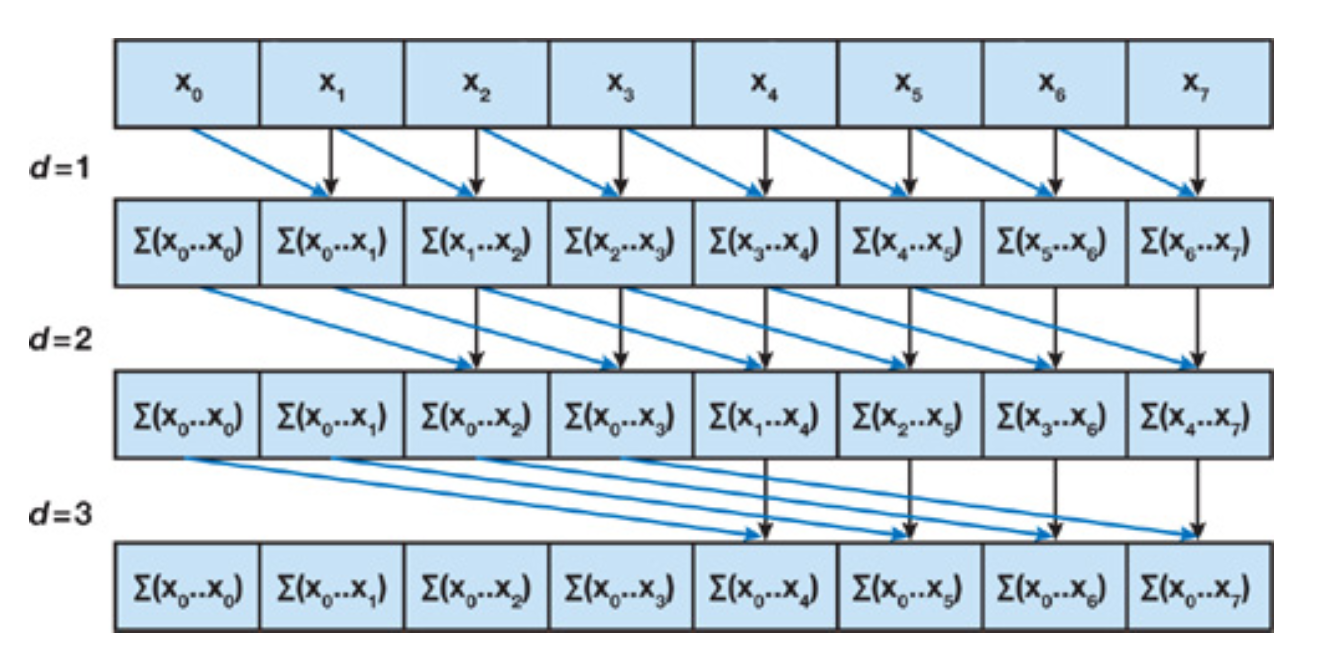 x₀ x₁ x₂ x₃ x₄ x₅ x₆ x₇
d=1
Σ(x₀..x₀) Σ(x₀..x₁) Σ(x₁..x₂) Σ(x₂..x₃) Σ(x₃..x₄) Σ(x₄..x₅) Σ(x₅..x₆) Σ(x₆..x₇)
d=2
Σ(x₀..x₀) Σ(x₀..x₁) Σ(x₀..x₂) Σ(x₀..x₃) Σ(x₁..x₄) Σ(x₂..x₅) Σ(x₃..x₆) Σ(x₄..x₇)
d=3
Σ(x₀..x₀) Σ(x₀..x₁) Σ(x₀..x₂) Σ(x₀..x₃) Σ(x₀..x₄) Σ(x₀..x₅) Σ(x₀..x₆) Σ(x₀..x₇)